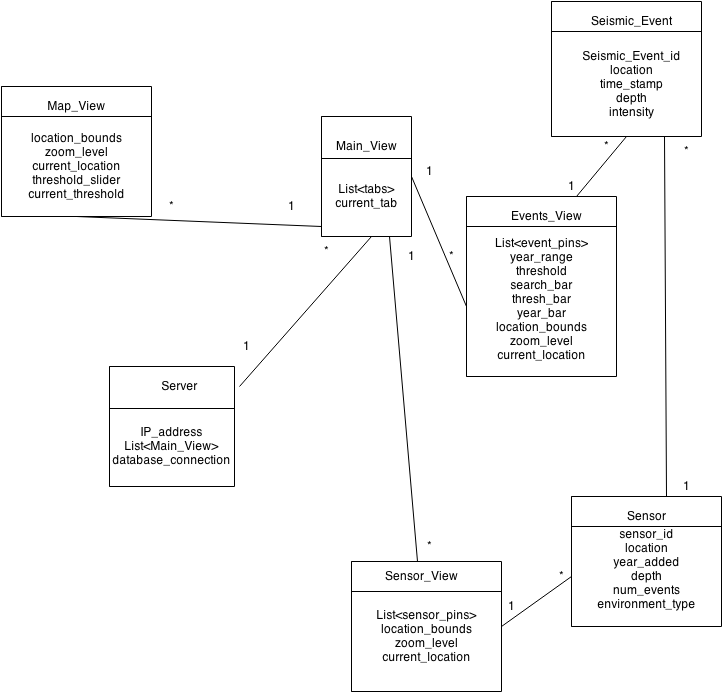 Seismic_Event
Seismic_Event_id
location
time_stamp
depth
intensity
*
*
Map_View
location_bounds
zoom_level
current_location
threshold_slider
current_threshold
*
1
Main_View
List<tabs>
current_tab
1
*
*
1
1
Events_View
List<event_pins>
year_range
threshold
search_bar
thresh_bar
year_bar
location_bounds
zoom_level
current_location
1
Server
IP_address
List<Main_View>
database_connection
*
Sensor_View
List<sensor_pins>
location_bounds
zoom_level
current_location
1
*
1
Sensor
sensor_id
location
year_added
depth
num_events
environment_type